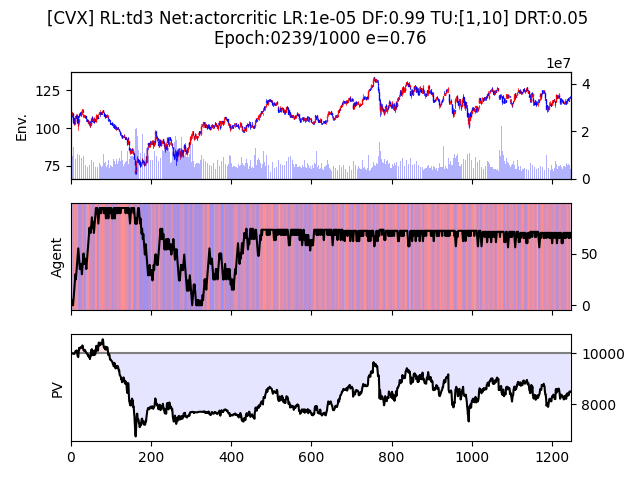 [CVX] RL:td3 Net:actorcritic LR:1e-05 DF:0.99 TU:[1,10] DRT:0.05
Epoch:0239/1000 e=0.76
1e7
125
100
75
Env.
4
2
0
Agent
50
0
PV
10000
8000
0 200 400 600 800 1000 1200